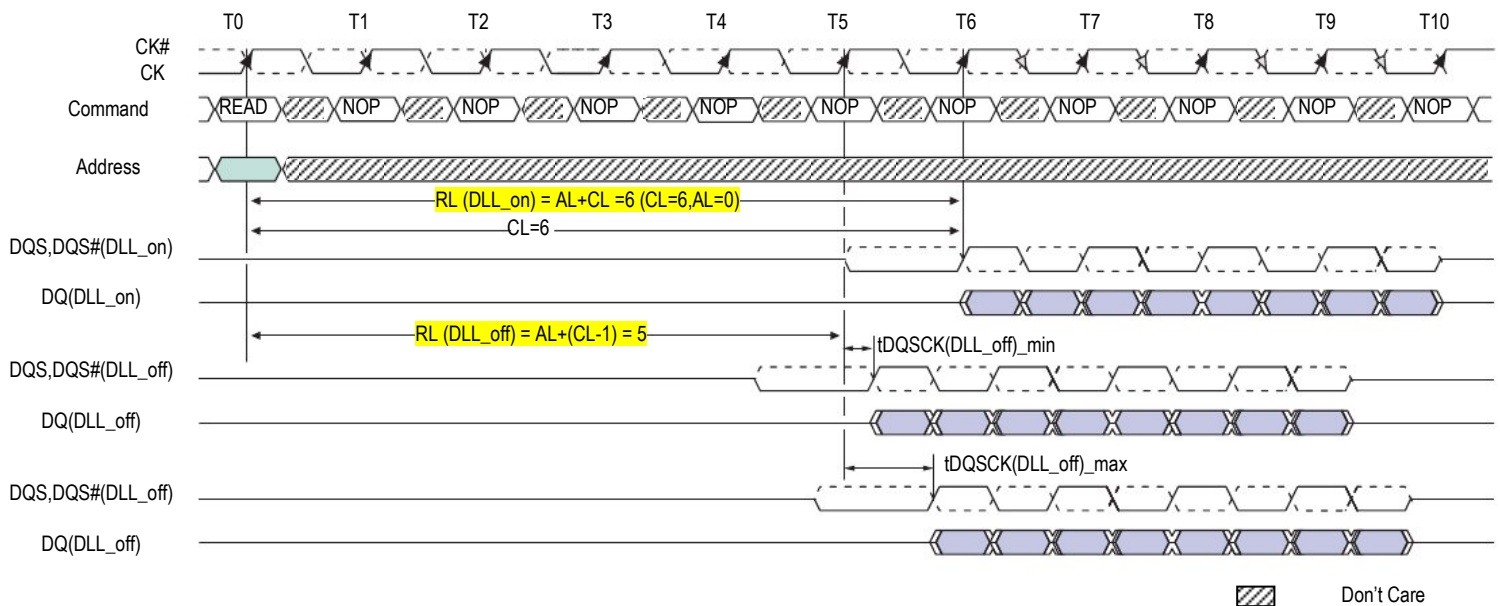 T0 T1 T2 T3 T4 T5 T6 T7 T8 T9 T10
CK#
CK
Command READ NOP NOP NOP NOP NOP NOP NOP NOP NOP NOP
Address
RL (DLL_on) = AL+CL =6 (CL=6,AL=0)
CL=6
DQS,DQS#(DLL_on)
DQ(DLL_on)
RL (DLL_off) = AL+(CL-1) = 5
tDQSCK(DLL_off)_min
DQS,DQS#(DLL_off)
DQ(DLL_off)
tDQSCK(DLL_off)_max
DQS,DQS#(DLL_off)
DQ(DLL_off)
Don't Care